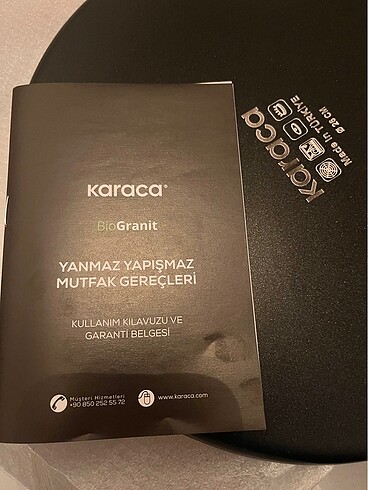 karaca®
BioGranit
YANMAZ YAPIŞMAZ
MUTFAK GEREÇLERİ
KULLANIM KILAVUZU VE
GARANTİ BELGESİ
Müşteri Hizmetleri
+90 850 252 55 72
www.karaca.com
karaca
Made in TÜRKİYE
Ø 28 CM